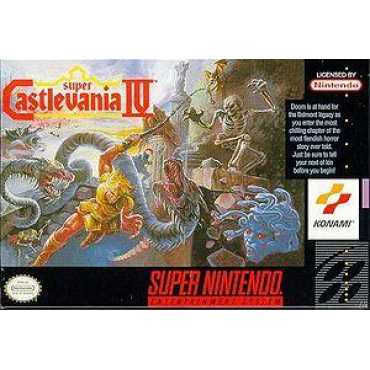 super
Castlevania IV
LICENSED BY
Nintendo
Doom is at hand for
the Belmont legacy as
you enter the most
chilling chapter of the
most fiendish horror
story ever told.
Just be sure to tell
your next of kin
before you begin!
KONAMI
SUPER NINTENDO
ENTERTAINMENT SYSTEM